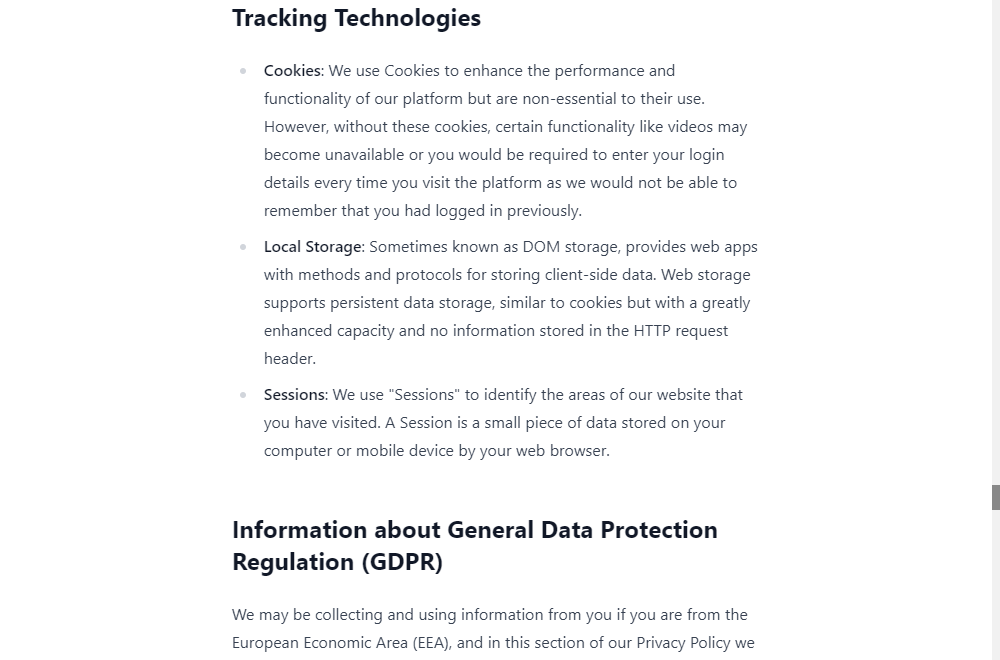 Tracking Technologies
Cookies: We use Cookies to enhance the performance and
functionality of our platform but are non-essential to their use.
However, without these cookies, certain functionality like videos may
become unavailable or you would be required to enter your login
details every time you visit the platform as we would not be able to
remember that you had logged in previously.
Local Storage: Sometimes known as DOM storage, provides web apps
with methods and protocols for storing client-side data. Web storage
supports persistent data storage, similar to cookies but with a greatly
enhanced capacity and no information stored in the HTTP request
header.
Sessions: We use "Sessions" to identify the areas of our website that
you have visited. A Session is a small piece of data stored on your
computer or mobile device by your web browser.
Information about General Data Protection
Regulation (GDPR)
We may be collecting and using information from you if you are from the
European Economic Area (EEA), and in this section of our Privacy Policy we